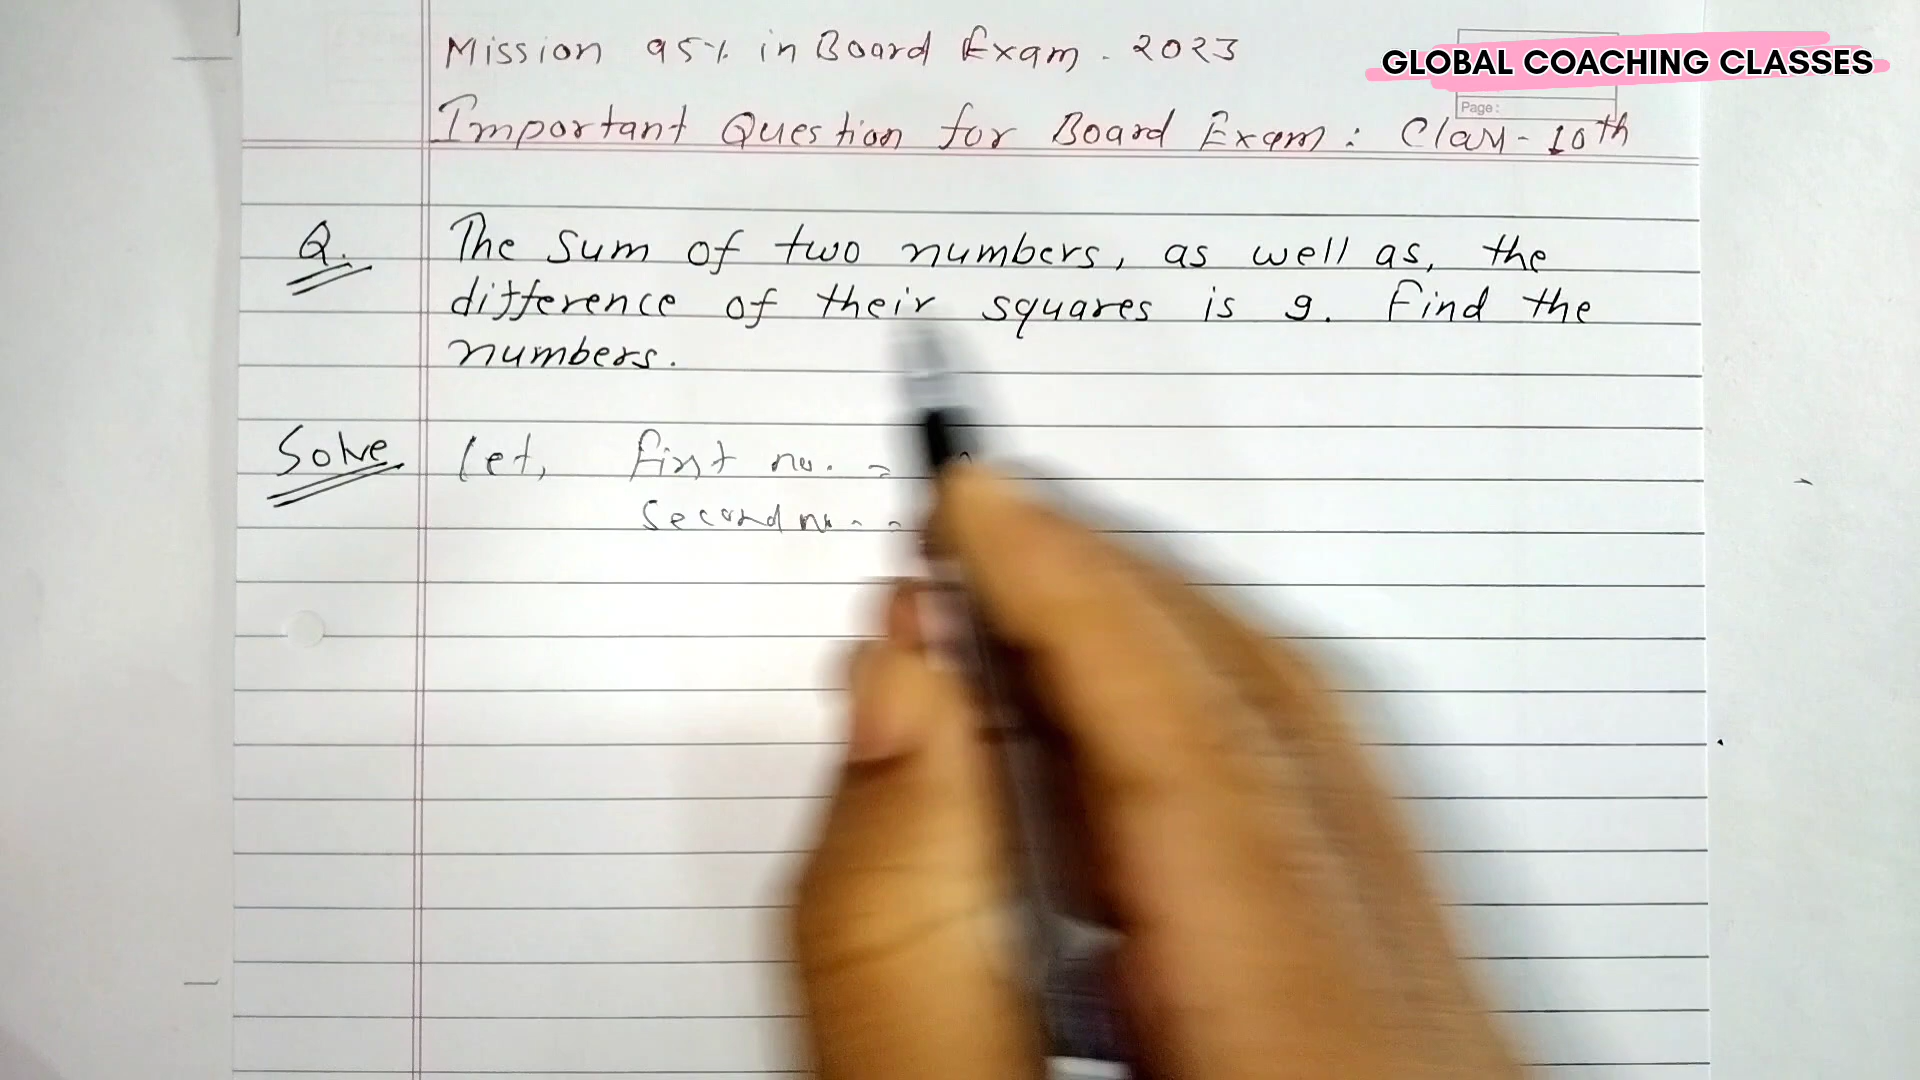 Mission 95% in Board Exam. 2023
GLOBAL COACHING CLASSES
Page:
Important Question for Board Exam: Class-10th
Q. The sum of two numbers, as well as, the
difference of their squares is 9. Find the
numbers.
Solve Let, First no. =
Second no. =